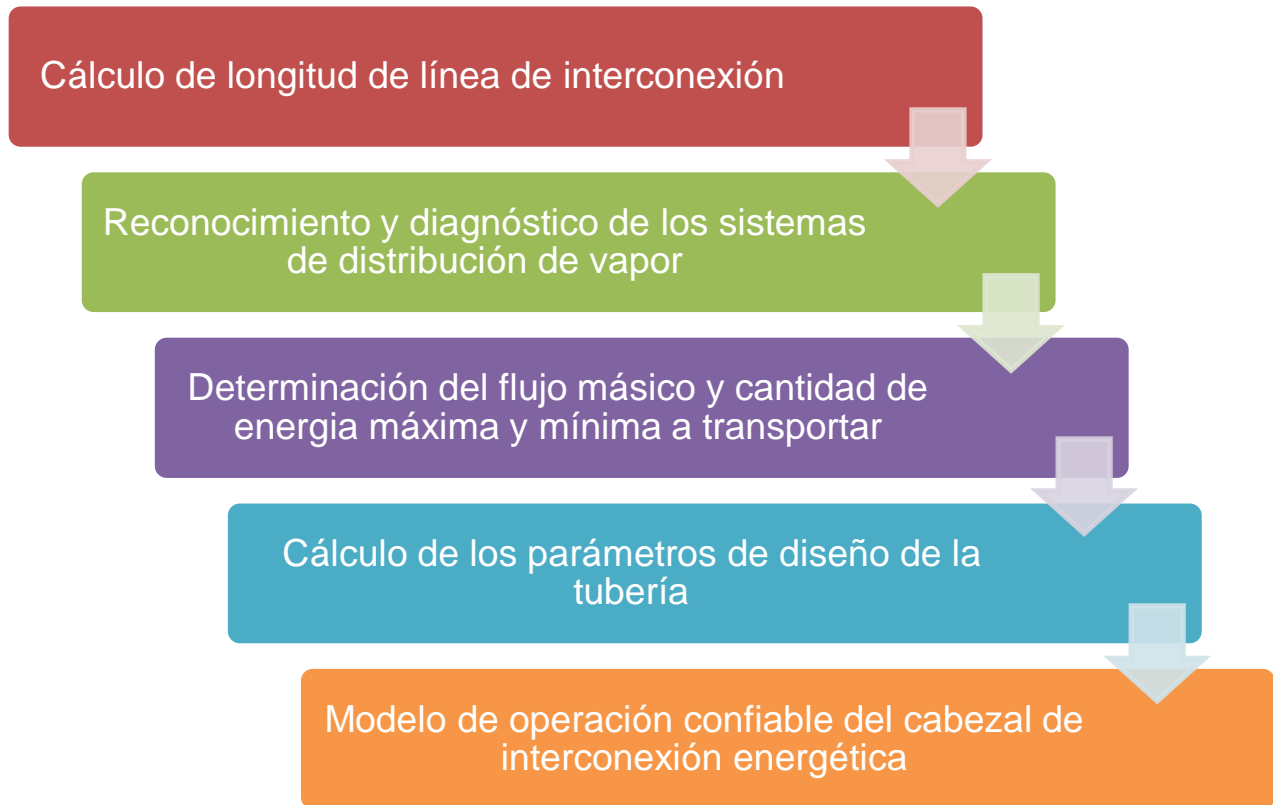 Cálculo de longitud de línea de interconexión
Reconocimiento y diagnóstico de los sistemas
de distribución de vapor
Determinación del flujo másico y cantidad de
energia máxima y mínima a transportar
Cálculo de los parámetros de diseño de la
tubería
Modelo de operación confiable del cabezal de
interconexión energética